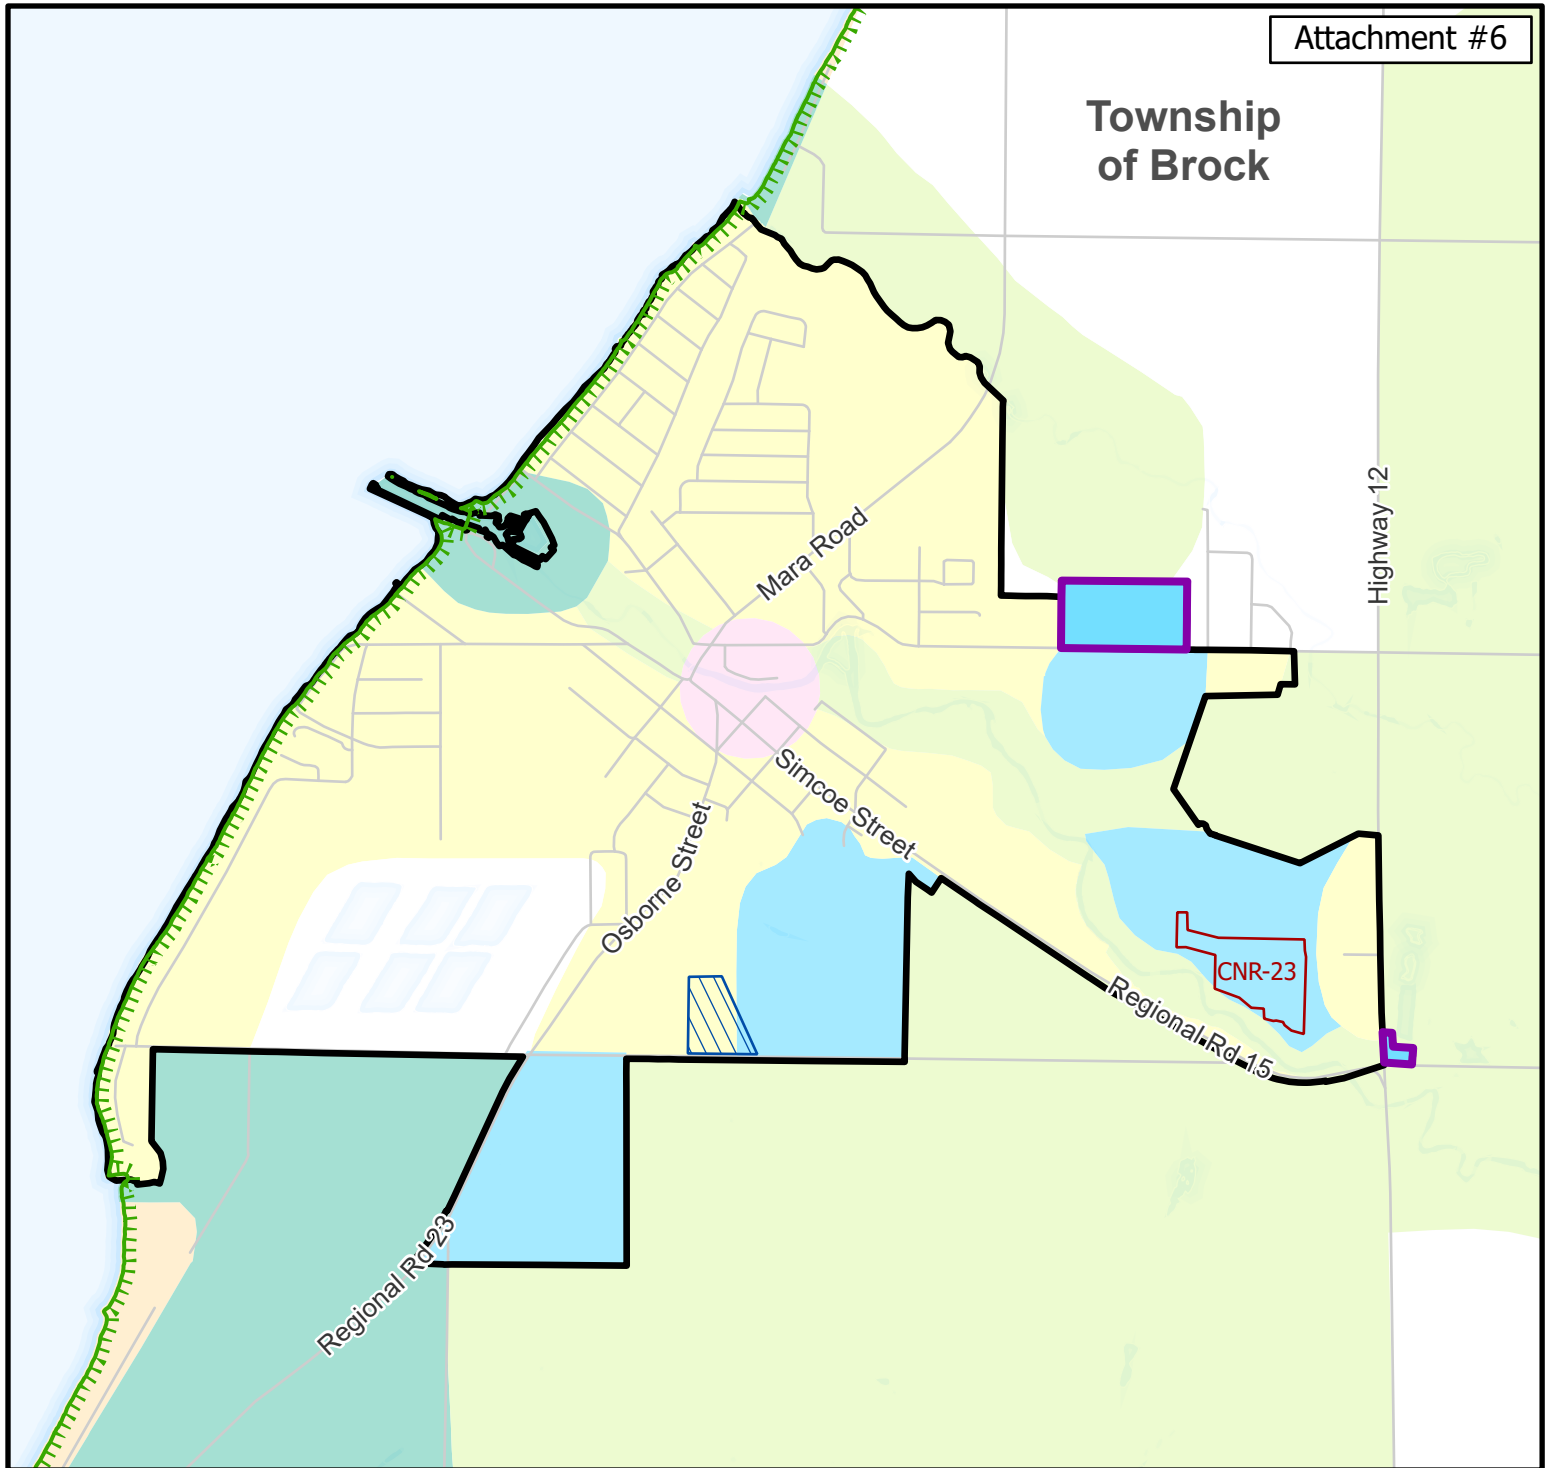 Attachment #6
Township
of Brock
Highway 12
Mara Road
Simcoe Street
Osborne Street
CNR-23
Regional Rd 15
Regional Rd 23